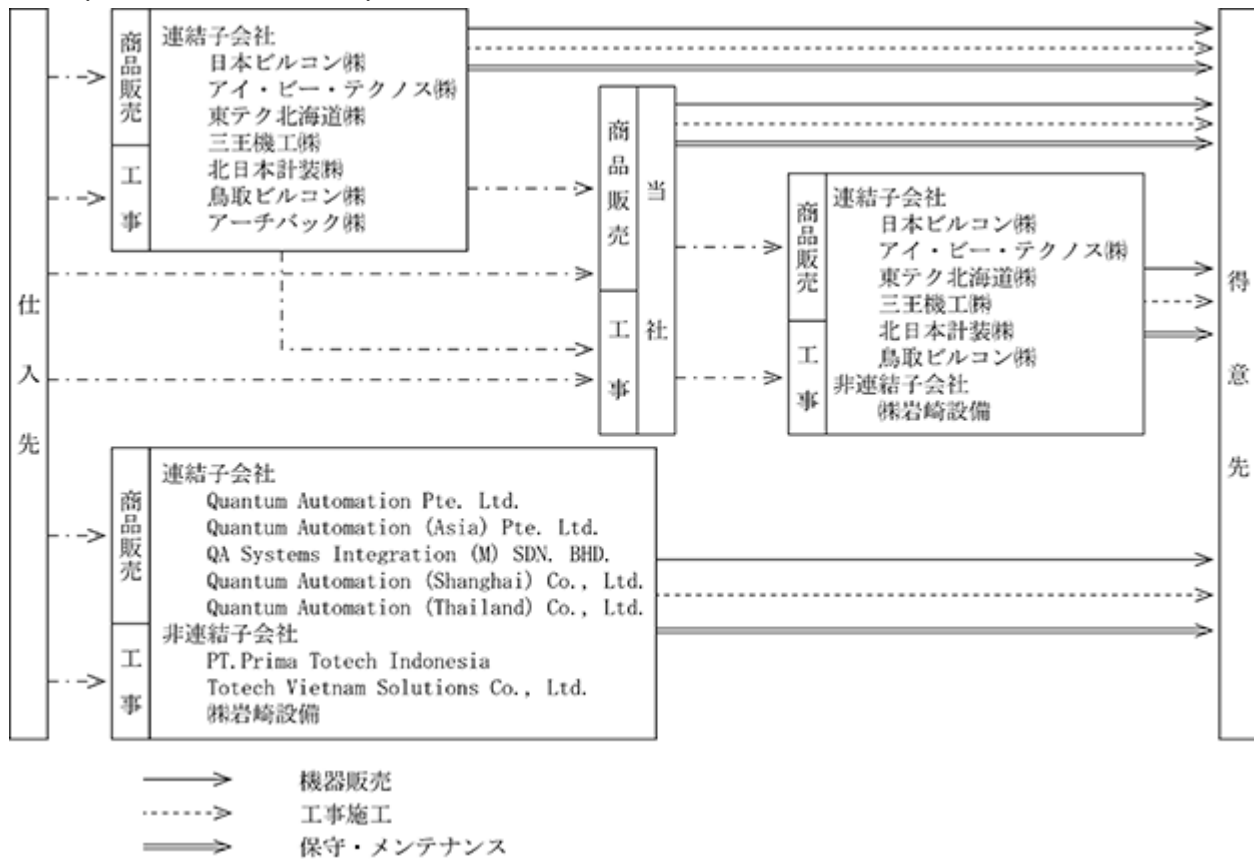 仕入先
商品販売
工事
連結子会社
日本ビルコン㈱
アイ・ビー・テクノス㈱
東テク北海道㈱
三王機工㈱
北日本計装㈱
鳥取ビルコン㈱
アーチバック㈱
商品販売
工事
当社
商品販売
工事
連結子会社
日本ビルコン㈱
アイ・ビー・テクノス㈱
東テク北海道㈱
三王機工㈱
北日本計装㈱
鳥取ビルコン㈱
非連結子会社
㈱岩崎設備
得意先
商品販売
工事
連結子会社
Quantum Automation Pte. Ltd.
Quantum Automation (Asia) Pte. Ltd.
QA Systems Integration (M) SDN. BHD.
Quantum Automation (Shanghai) Co., Ltd.
Quantum Automation (Thailand) Co., Ltd.
非連結子会社
PT.Prima Totech Indonesia
Totech Vietnam Solutions Co., Ltd.
㈱岩崎設備
機器販売
工事施工
保守・メンテナンス